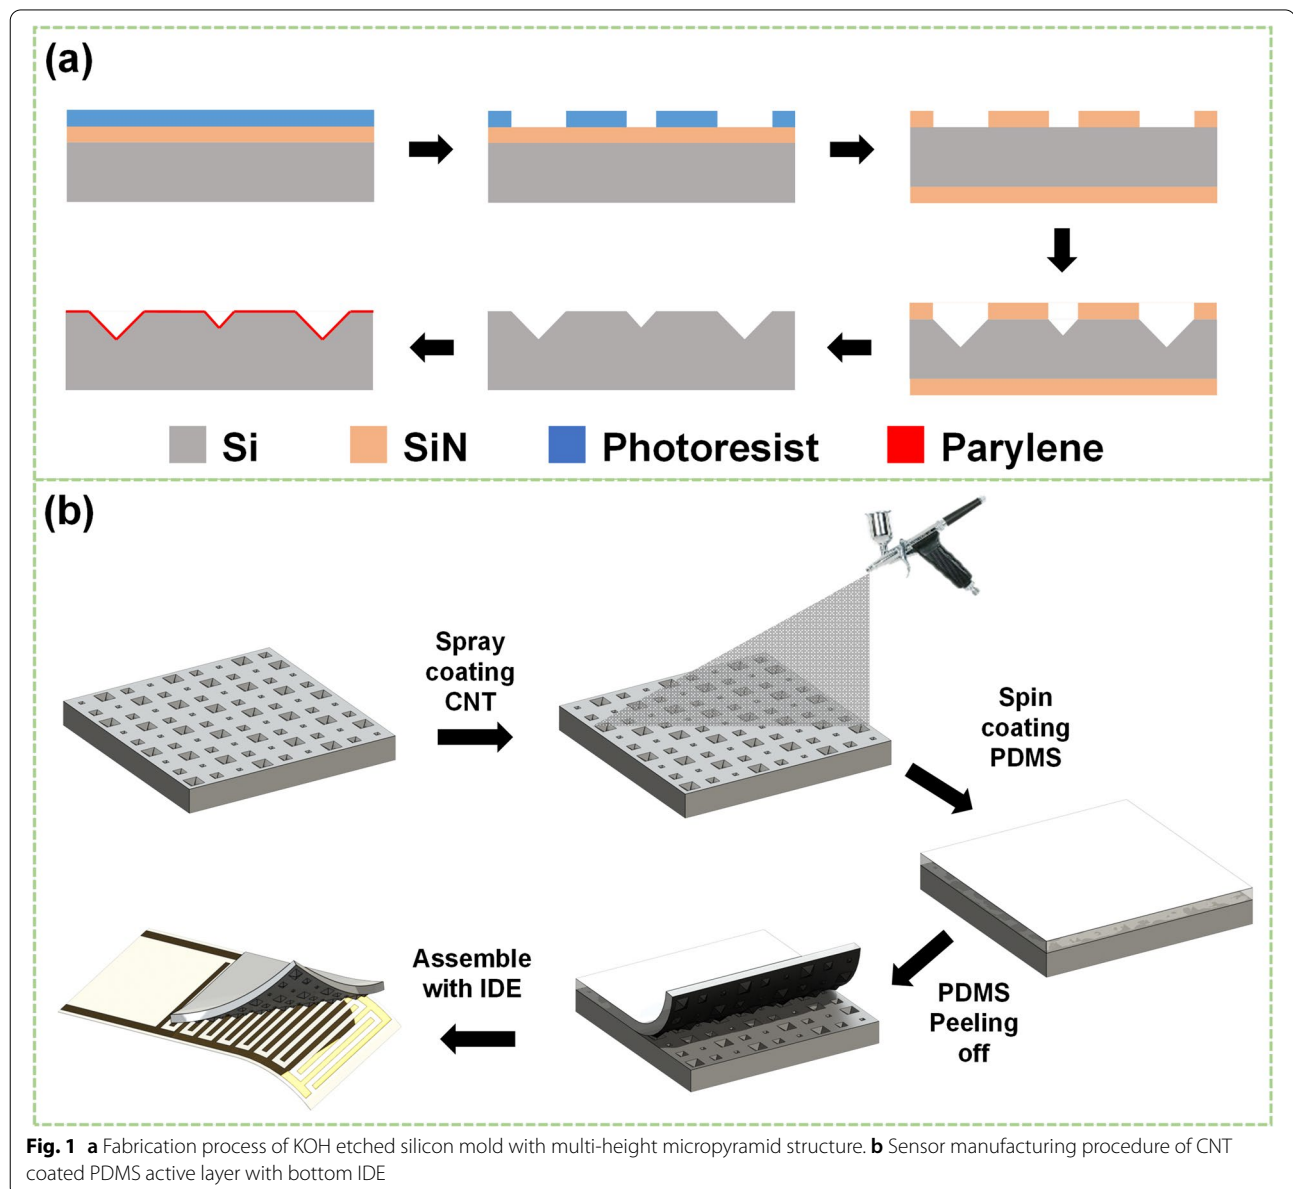 (a)
Si
SiN
Photoresist
Parylene
(b)
Spray
coating
CNT
Spin
coating
PDMS
PDMS
Peeling
off
Assemble
with IDE
Fig. 1 a Fabrication process of KOH etched silicon mold with multi-height micropyramid structure. b Sensor manufacturing procedure of CNT
coated PDMS active layer with bottom IDE